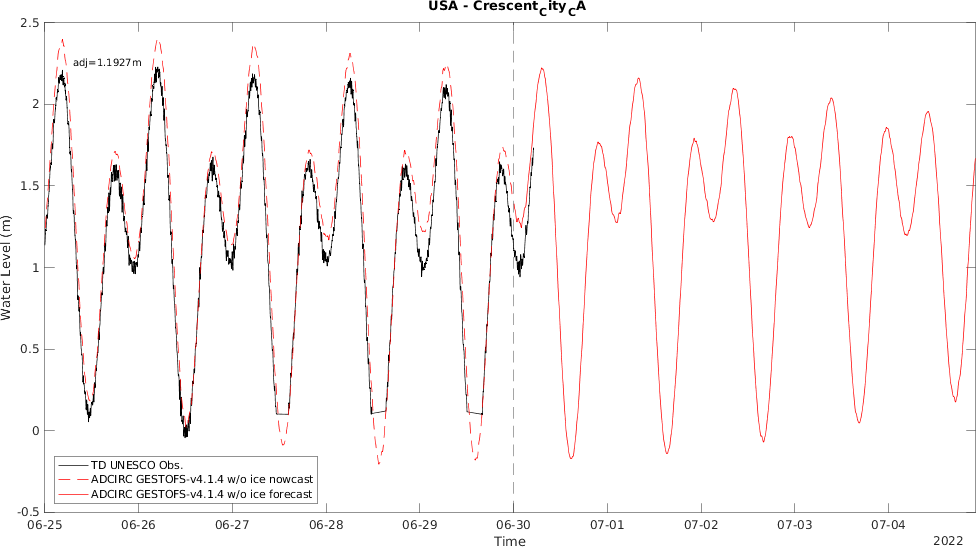 USA - Crescent_City_CA
adj=1.1927m
2.5
2
1.5
1
0.5
0
-0.5
Water Level (m)
TD UNESCO Obs.
ADCIRC GESTOFS-v4.1.4 w/o ice nowcast
ADCIRC GESTOFS-v4.1.4 w/o ice forecast
06-25 06-26 06-27 06-28 06-29 06-30 07-01 07-02 07-03 07-04
Time
2022